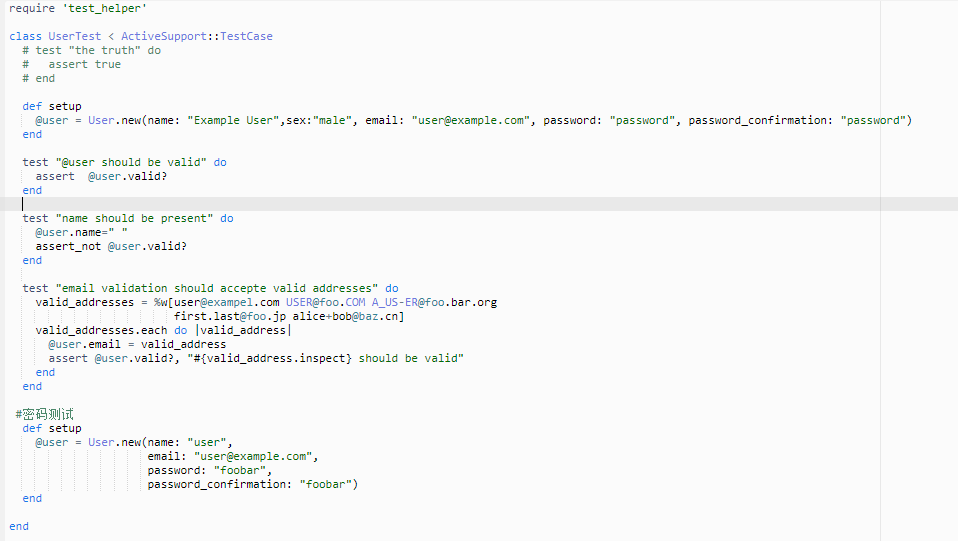 require 'test_helper'

class UserTest < ActiveSupport::TestCase
  # test "the truth" do
  #   assert true
  # end

  def setup
    @user = User.new(name: "Example User",sex:"male", email: "user@example.com", password: "password", password_confirmation: "password")
  end

  test "@user should be valid" do
    assert  @user.valid?
  end

  test "name should be present" do
    @user.name=" "
    assert_not @user.valid?
  end

  test "email validation should accepte valid addresses" do
    valid_addresses = %w[user@exampel.com USER@foo.COM A_US-ER@foo.bar.org
                         first.last@foo.jp alice+bob@baz.cn]
    valid_addresses.each do |valid_address|
      @user.email = valid_address
      assert @user.valid?, "#{valid_address.inspect} should be valid"
    end
  end

 #密码测试
  def setup
    @user = User.new(name: "user",
                     email: "user@example.com",
                     password: "foobar",
                     password_confirmation: "foobar")
  end

end